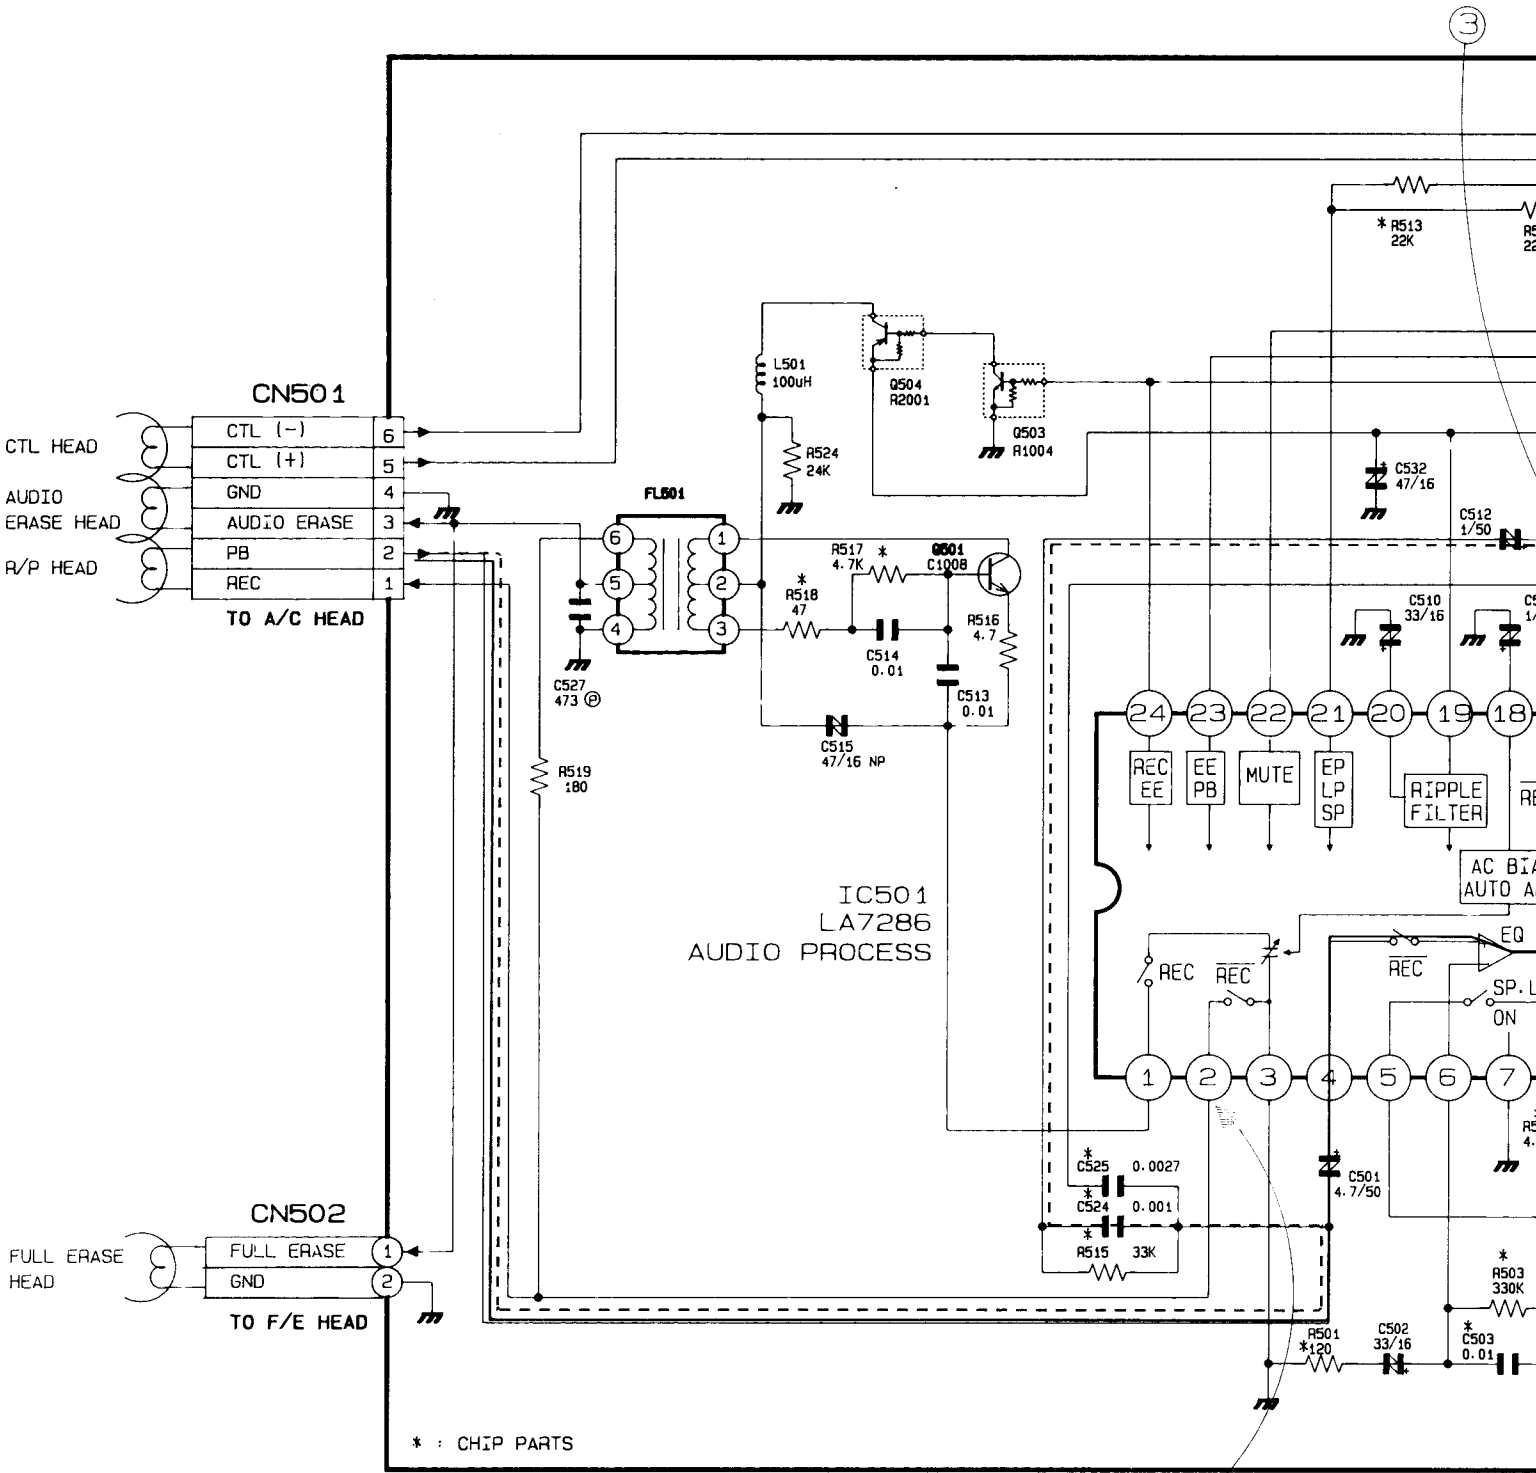 3
* R513
22K
L501
100uH
Q504
R2001
Q503
R1004
R524
24K
C532
47/16
C512
1/50
CN501
CTL HEAD
AUDIO
ERASE HEAD
R/P HEAD
CTL (-) 6
CTL (+) 5
GND 4
AUDIO ERASE 3
PB 2
REC 1
TO A/C HEAD
FL501
6 1
5 2
4 3
C527
473 P
R517
4.7K
*
Q501
C1008
*
R518
47
R516
4.7
C514
0.01
C513
0.01
C515
47/16 NP
R519
180
C510
33/16
24 23 22 21 20 19 18
REC
EE
EE
PB
MUTE
EP
LP
SP
RIPPLE
FILTER
IC501
LA7286
AUDIO PROCESS
REC
REC
REC
EQ
ON
1 2 3 4 5 6 7
*
C525 0.0027
*
C524 0.001
*
R515 33K
C501
4.7/50
CN502
FULL ERASE
HEAD
FULL ERASE 1
GND 2
TO F/E HEAD
*
R503
330K
R501
*120
C502
33/16
*
C503
0.01
* : CHIP PARTS